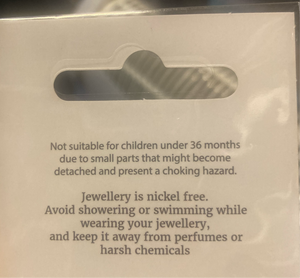 Not suitable for children under 36 months
due to small parts that might become
detached and present a choking hazard.
Jewellery is nickel free.
Avoid showering or swimming while
wearing your jewellery,
and keep it away from perfumes or
harsh chemicals